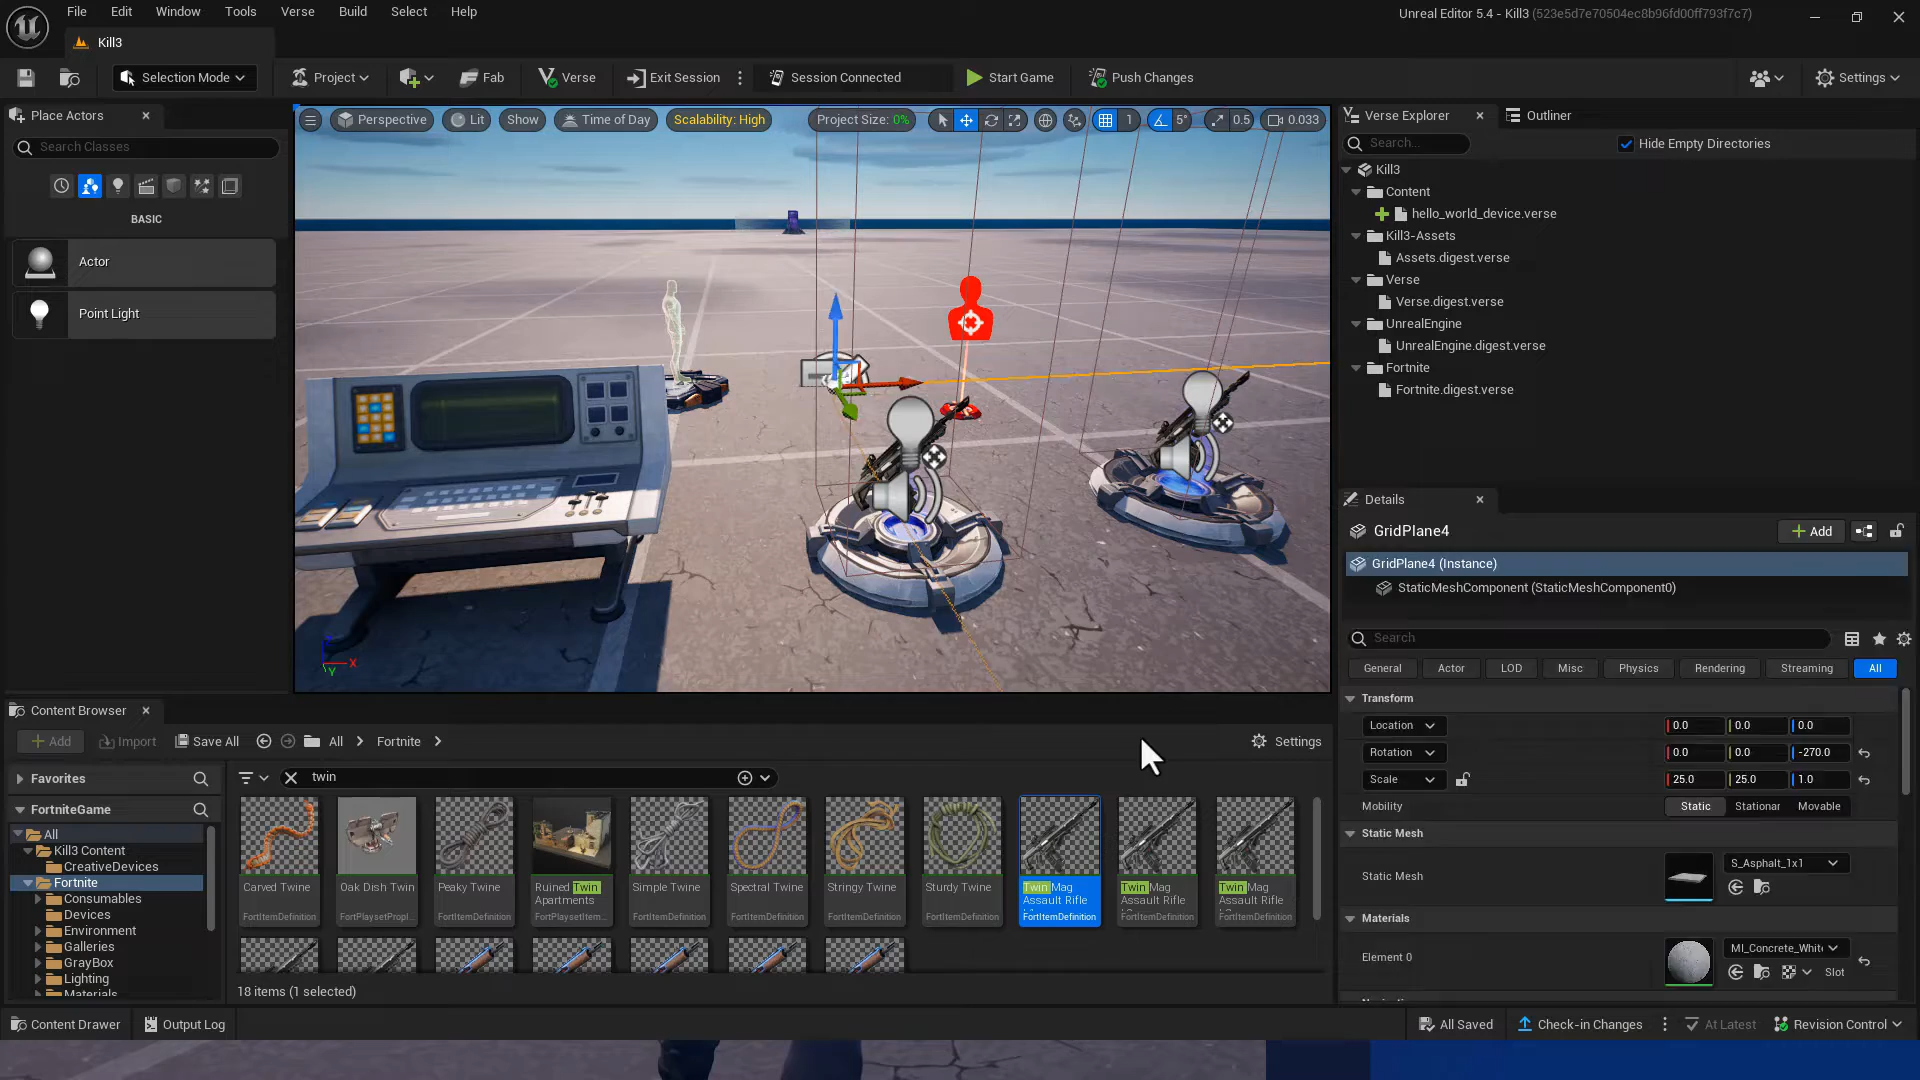 File Edit Window Tools Verse Build Select Help
Unreal Editor 5.4 - Kill3 (523e5d7e70504ec8b96fd00ff793f7c7)
Kill3
Selection Mode
Project
Fab
Verse
Exit Session
Session Connected
Start Game
Push Changes
Settings
Place Actors
Search Classes
BASIC
Actor
Point Light
Perspective
Lit
Show
Time of Day
Scalability: High
Project Size: 0%
1
5°
0.5
0.033
X
Y
Verse Explorer
Outliner
Search...
Hide Empty Directories
Kill3
Content
hello_world_device.verse
Kill3-Assets
Assets.digest.verse
Verse
Verse.digest.verse
UnrealEngine
UnrealEngine.digest.verse
Fortnite
Fortnite.digest.verse
Details
GridPlane4
Add
GridPlane4 (Instance)
StaticMeshComponent (StaticMeshComponent0)
Search
General Actor LOD Misc Physics Rendering Streaming All
Transform
Location 0.0 0.0 0.0
Rotation 0.0 0.0 -270.0
Scale 25.0 25.0 1.0
Mobility Static Stationar Movable
Static Mesh
Static Mesh
S_Asphalt_1x1
Materials
Element 0
MI_Concrete_White
Slot
Content Browser
Add
Import
Save All
All
Fortnite
Settings
Favorites
FortniteGame
All
Kill3 Content
CreativeDevices
Fortnite
Consumables
Devices
Environment
Galleries
GrayBox
Lighting
Materials
twin
Carved Twine
FortItemDefinition
Oak Dish Twin
FortPlaysetPropI..
Peaky Twine
FortItemDefinition
Ruined Twin
Apartments
FortPlaysetItem...
Simple Twine
FortItemDefinition
Spectral Twine
FortItemDefinition
Stringy Twine
FortItemDefinition
Sturdy Twine
FortItemDefinition
Twin Mag
Assault Rifle
FortItemDefinition
Twin Mag
Assault Rifle
FortItemDefinition
Twin Mag
Assault Rifle
FortItemDefinition
18 items (1 selected)
Content Drawer
Output Log
All Saved
Check-in Changes
At Latest
Revision Control